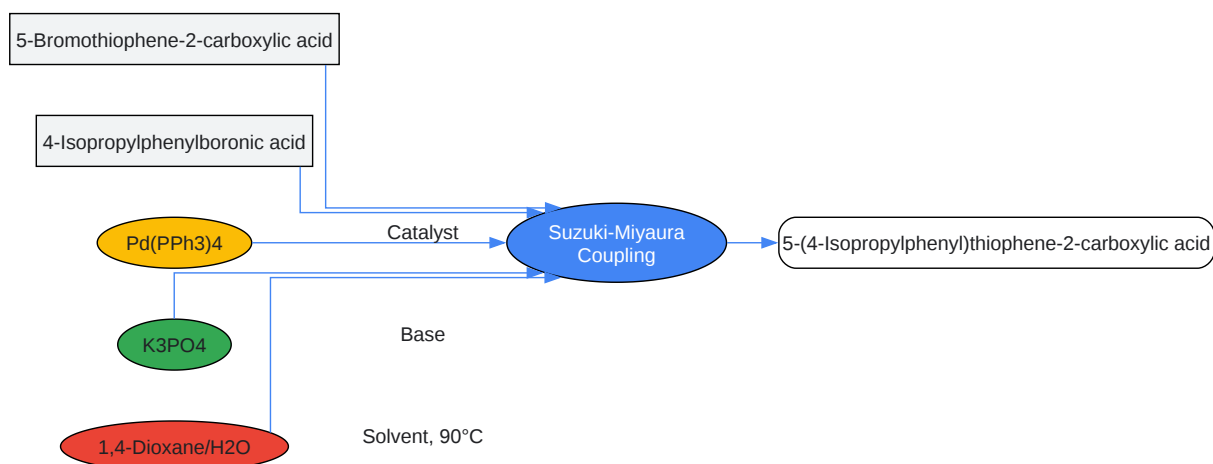 5-Bromothiophene-2-carboxylic acid
4-Isopropylphenylboronic acid
Pd(PPh3)4
Catalyst
Suzuki-Miyaura
Coupling
5-(4-Isopropylphenyl)thiophene-2-carboxylic acid
K3PO4
Base
1,4-Dioxane/H2O
Solvent, 90°C